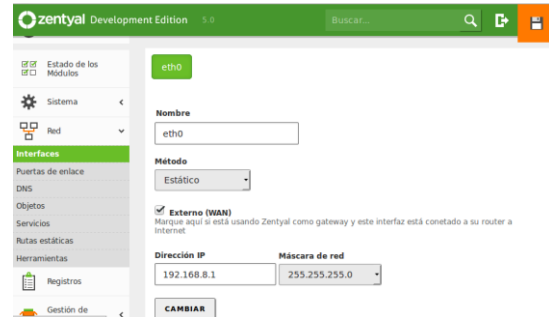 zentyal Development Edition 5.0
Buscar...
Estado de los
Módulos
Sistema
Red
Interfaces
Puertas de enlace
DNS
Objetos
Servicios
Rutas estáticas
Herramientas
Registros
Gestión de
eth0
Nombre
eth0
Método
Estático
Externo (WAN)
Marque aquí si está usando Zentyal como gateway y este interfaz está conetado a su router a
Internet
Dirección IP Máscara de red
192.168.8.1 255.255.255.0
CAMBIAR